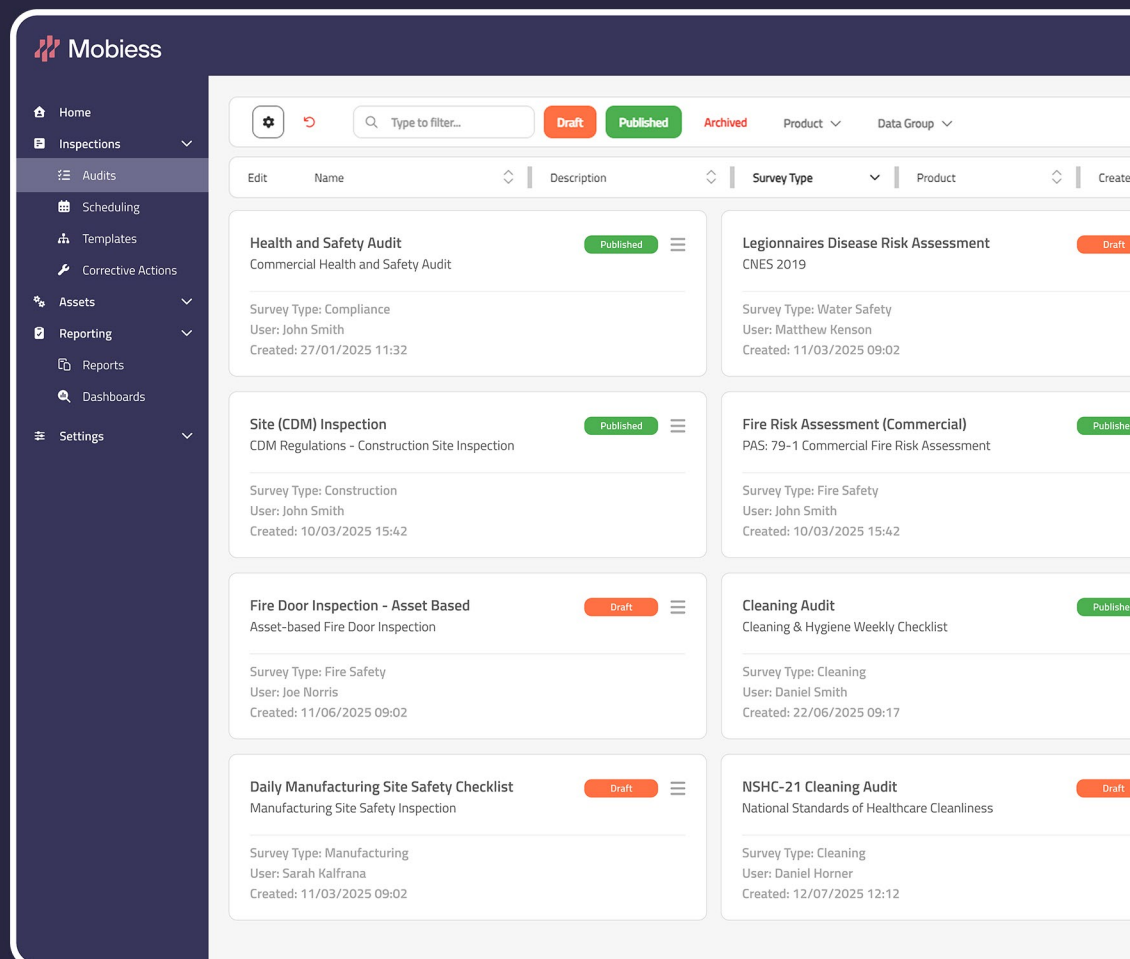 Mobiess
Home
Inspections
Audits
Scheduling
Templates
Corrective Actions
Assets
Reporting
Reports
Dashboards
Settings
Type to filter...
Draft
Published
Archived
Product
Data Group
Edit
Name
Description
Survey Type
Product
Create
Health and Safety Audit
Published
Commercial Health and Safety Audit
Survey Type: Compliance
User: John Smith
Created: 27/01/2025 11:32
Legionnaires Disease Risk Assessment
Draft
CNES 2019
Survey Type: Water Safety
User: Matthew Kenson
Created: 11/03/2025 09:02
Site (CDM) Inspection
Published
CDM Regulations - Construction Site Inspection
Survey Type: Construction
User: John Smith
Created: 10/03/2025 15:42
Fire Risk Assessment (Commercial)
Publishe
PAS: 79-1 Commercial Fire Risk Assessment
Survey Type: Fire Safety
User: John Smith
Created: 10/03/2025 15:42
Fire Door Inspection - Asset Based
Draft
Asset-based Fire Door Inspection
Survey Type: Fire Safety
User: Joe Norris
Created: 11/06/2025 09:02
Cleaning Audit
Publishe
Cleaning & Hygiene Weekly Checklist
Survey Type: Cleaning
User: Daniel Smith
Created: 22/06/2025 09:17
Daily Manufacturing Site Safety Checklist
Draft
Manufacturing Site Safety Inspection
Survey Type: Manufacturing
User: Sarah Kalfrana
Created: 11/03/2025 09:02
NSHC-21 Cleaning Audit
Draft
National Standards of Healthcare Cleanliness
Survey Type: Cleaning
User: Daniel Horner
Created: 12/07/2025 12:12